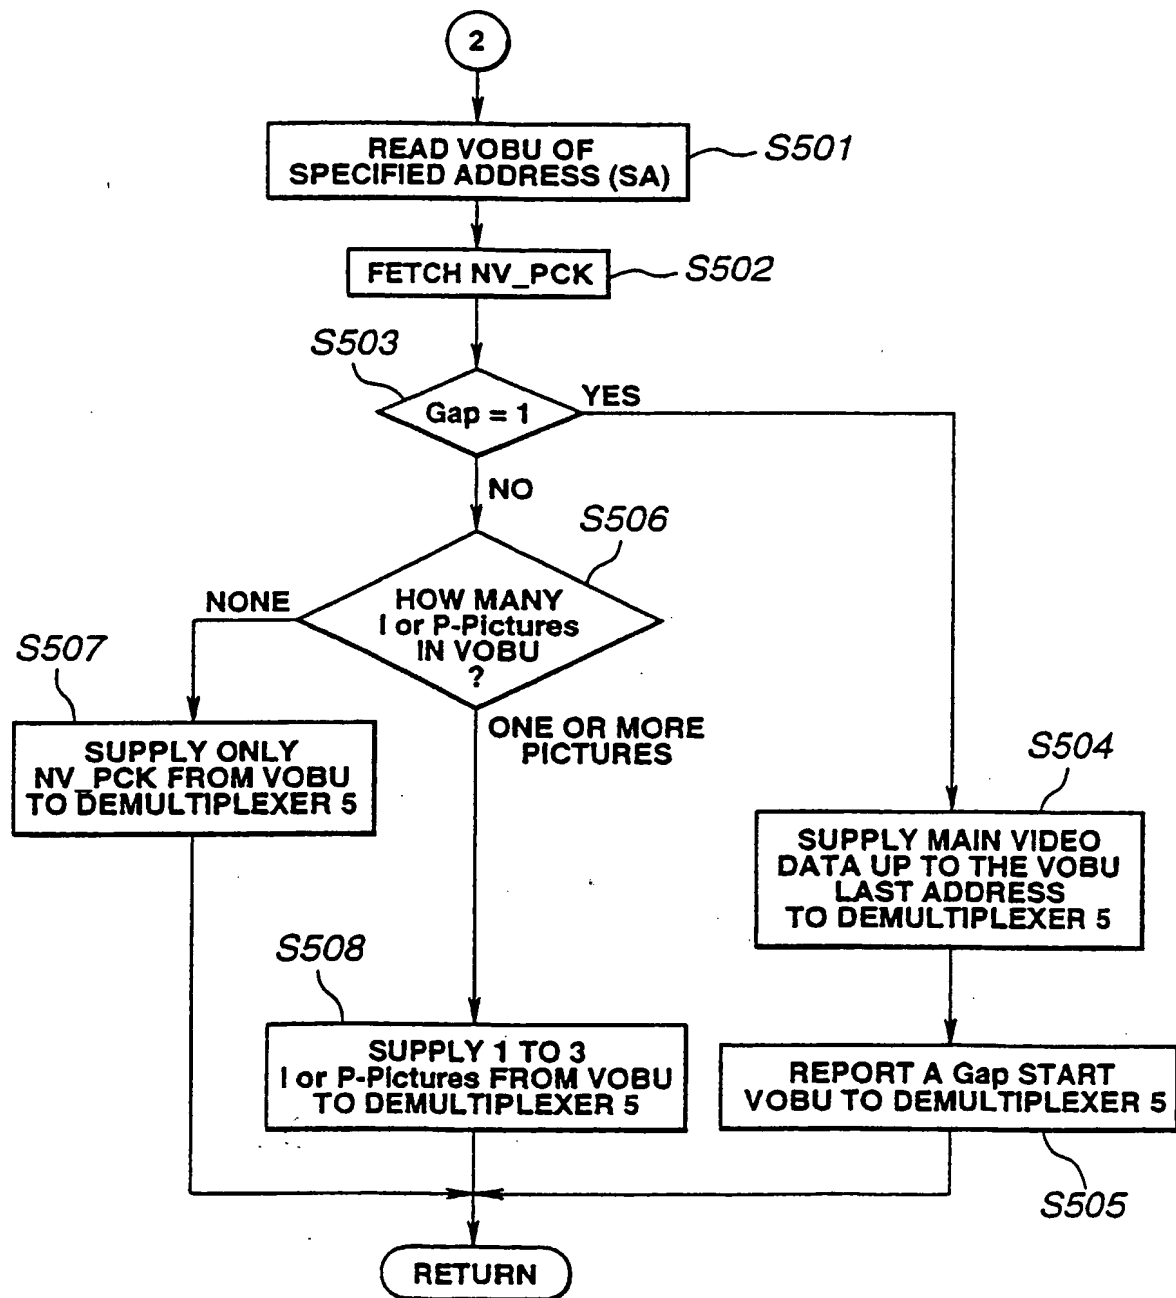 2
READ VOBU OF
SPECIFIED ADDRESS (SA)
S501
FETCH NV_PCK
S502
S503
Gap = 1
YES
NO
S506
HOW MANY
I or P-Pictures
IN VOBU
?
NONE
S507
SUPPLY ONLY
NV_PCK FROM VOBU
TO DEMULTIPLEXER 5
ONE OR MORE
PICTURES
S504
SUPPLY MAIN VIDEO
DATA UP TO THE VOBU
LAST ADDRESS
TO DEMULTIPLEXER 5
S508
SUPPLY 1 TO 3
I or P-Pictures FROM VOBU
TO DEMULTIPLEXER 5
REPORT A Gap START
VOBU TO DEMULTIPLEXER 5
S505
RETURN